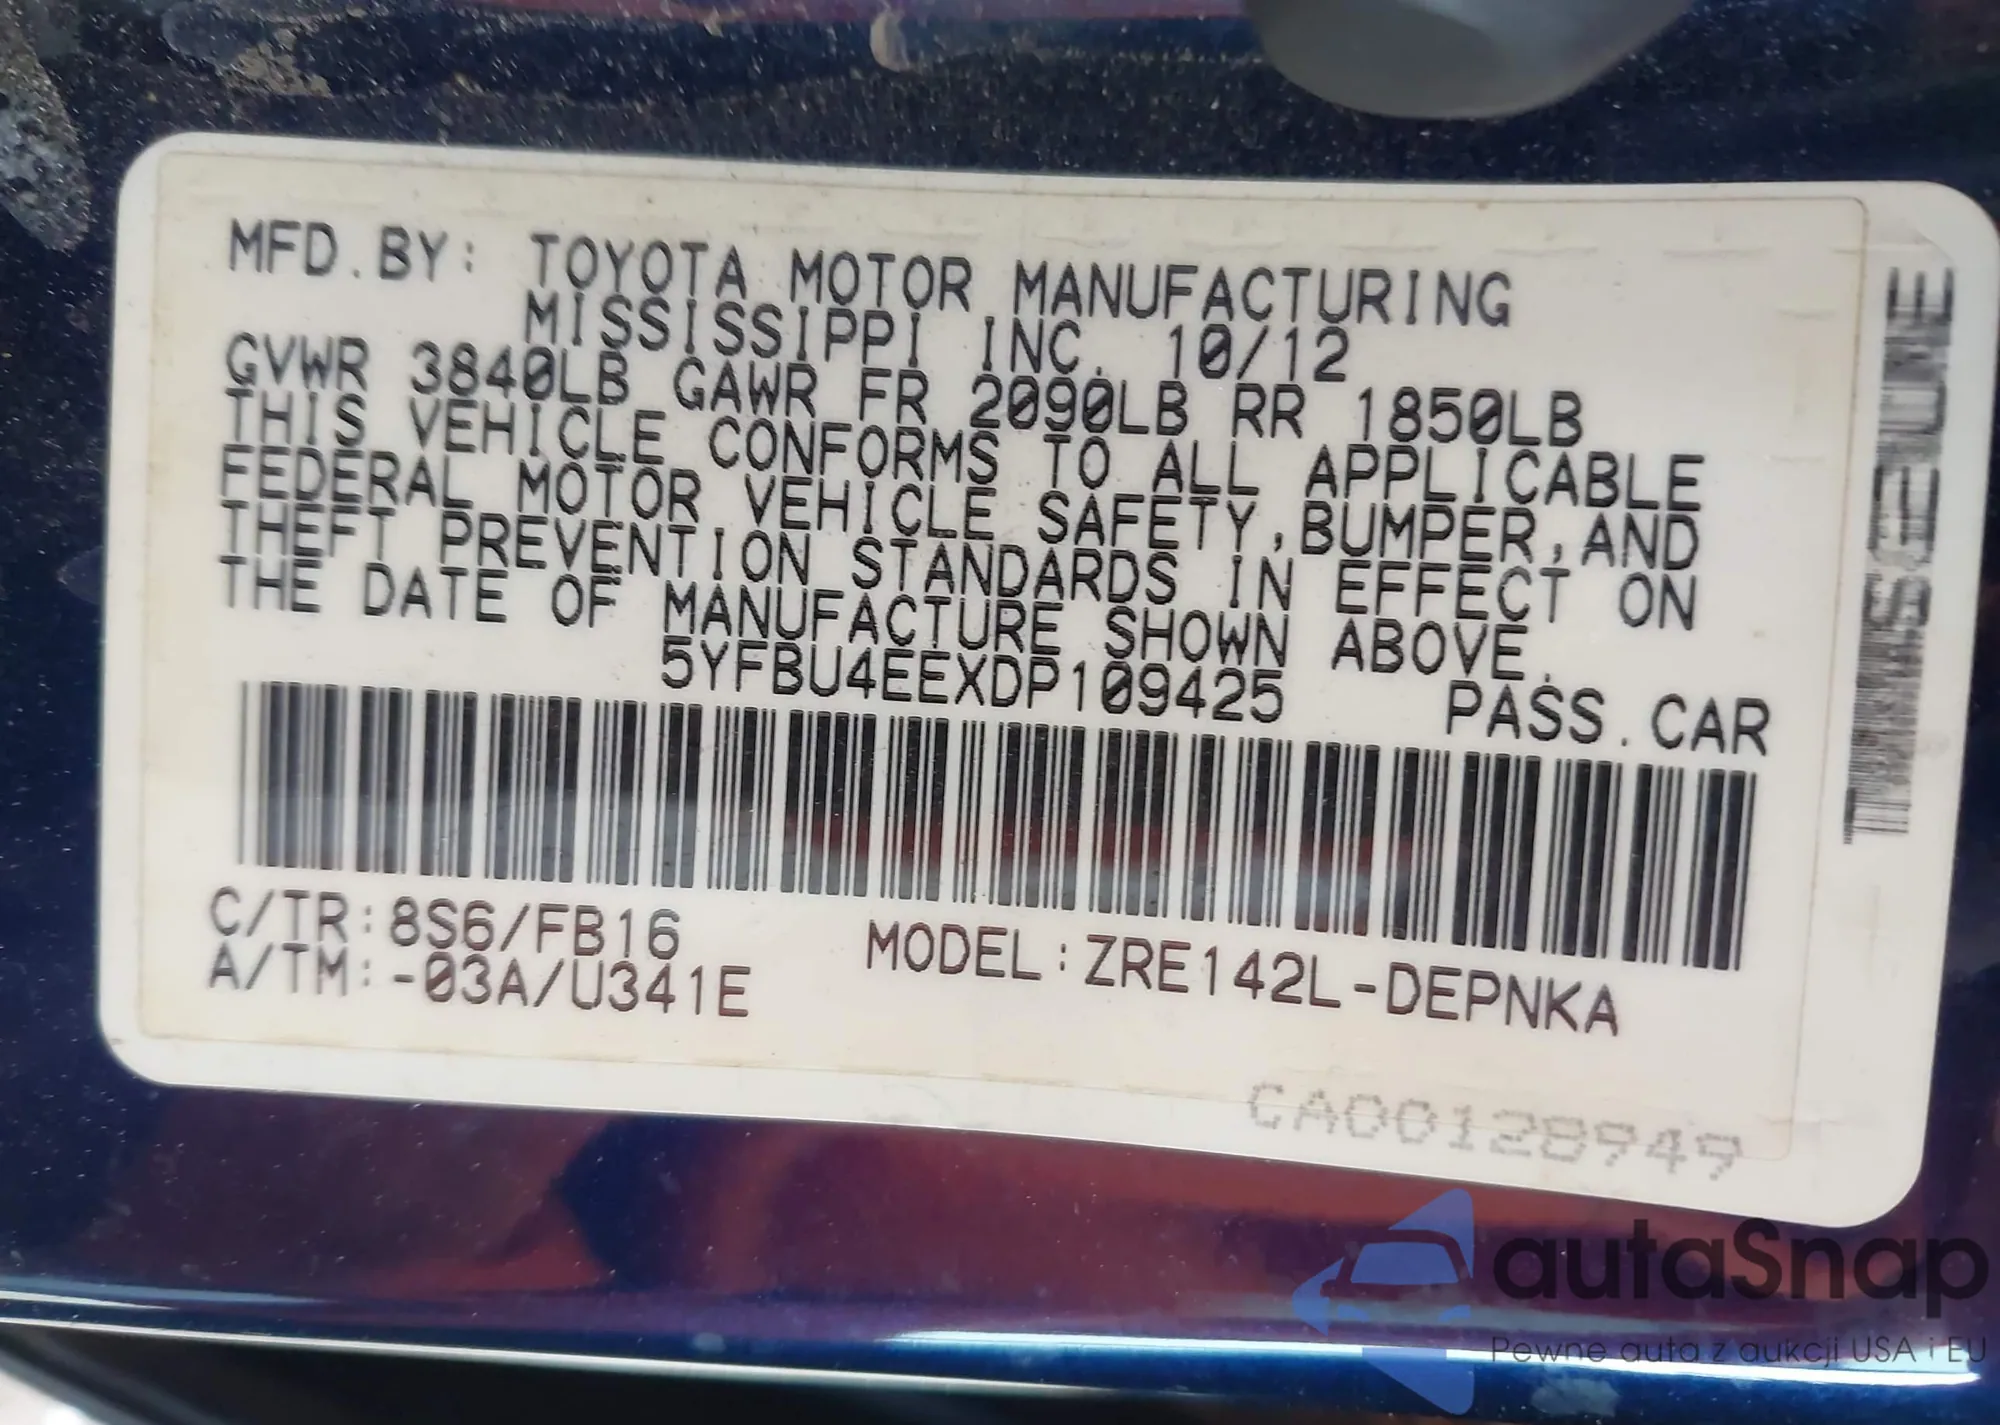 MFD.BY: TOYOTA MOTOR MANUFACTURING
MISSISSIPPI INC. 10/12
GVWR 3840LB GAWR FR 2090LB RR 1850LB
THIS VEHICLE CONFORMS TO ALL APPLICABLE
FEDERAL MOTOR VEHICLE SAFETY,BUMPER,AND
THEFT PREVENTION STANDARDS IN EFFECT ON
THE DATE OF MANUFACTURE SHOWN ABOVE.
5YFBU4EEXDP109425 PASS.CAR
C/TR:8S6/FB16
A/TM:-03A/U341E MODEL:ZRE142L-DEPNKA
CA00128949
autaSnap
Pewne auta z aukcji USA i EU